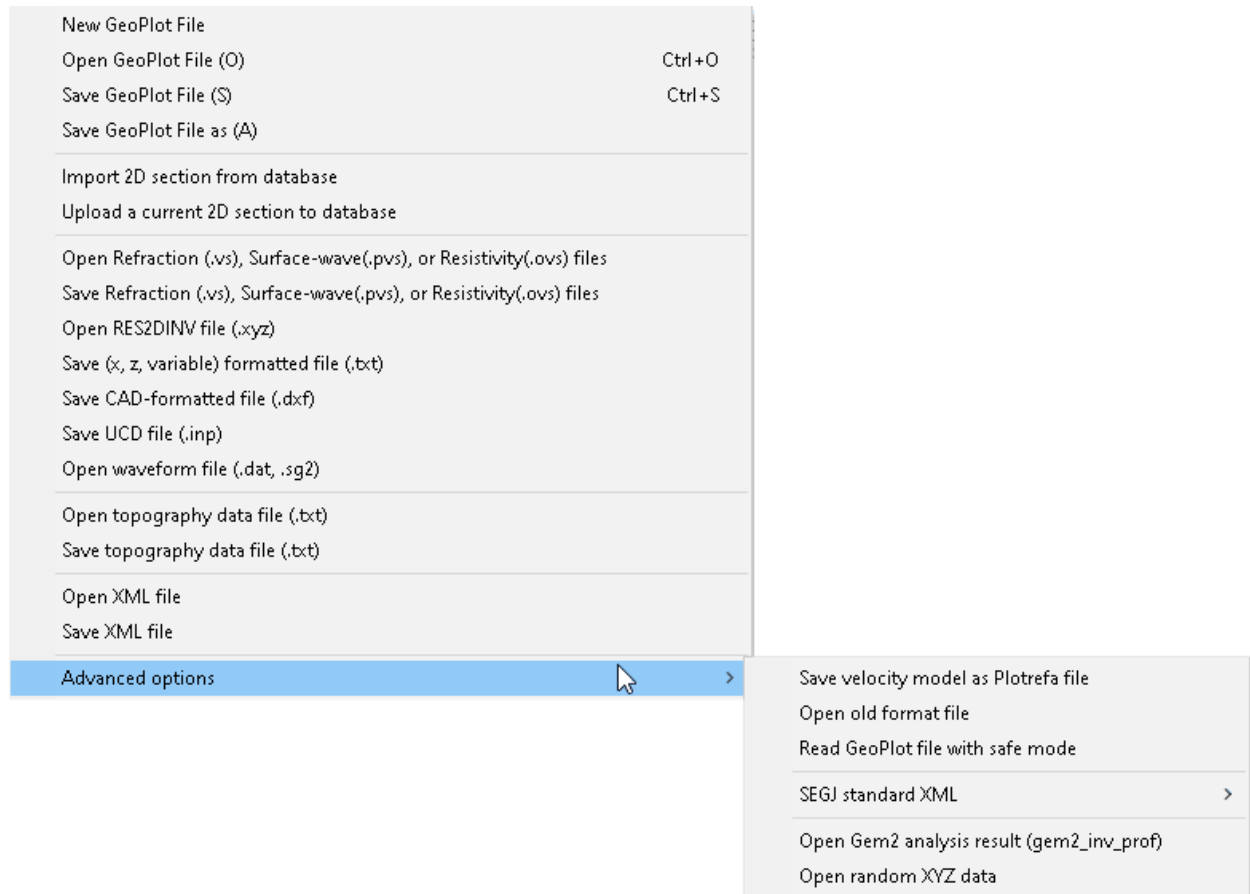 New GeoPlot File
Open GeoPlot File (O) Ctrl+O
Save GeoPlot File (S) Ctrl+S
Save GeoPlot File as (A)
Import 2D section from database
Upload a current 2D section to database
Open Refraction (.vs), Surface-wave(.pvs), or Resistivity(.ovs) files
Save Refraction (.vs), Surface-wave(.pvs), or Resistivity(.ovs) files
Open RES2DINV file (.xyz)
Save (x, z, variable) formatted file (.txt)
Save CAD-formatted file (.dxf)
Save UCD file (.inp)
Open waveform file (.dat, .sg2)
Open topography data file (.txt)
Save topography data file (.txt)
Open XML file
Save XML file
Advanced options >
Save velocity model as Plotrefa file
Open old format file
Read GeoPlot file with safe mode
SEGJ standard XML >
Open Gem2 analysis result (gem2_inv_prof)
Open random XYZ data